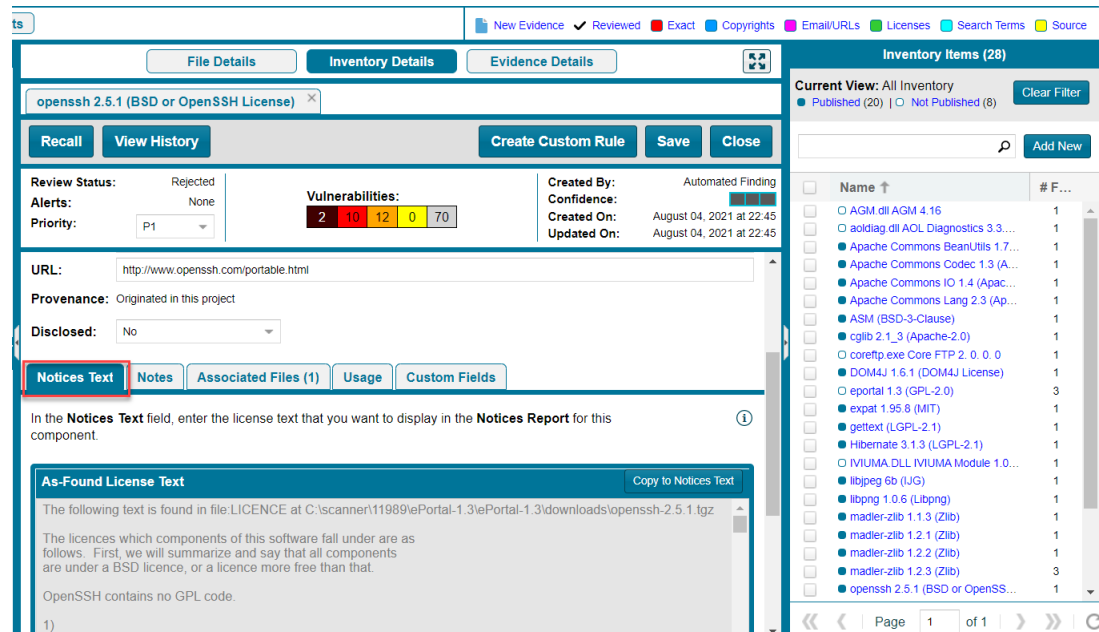 ts
New Evidence Reviewed Exact Copyrights Email/URLs Licenses Search Terms Source
File Details Inventory Details Evidence Details
openssh 2.5.1 (BSD or OpenSSH License) ×
Recall View History Create Custom Rule Save Close
Review Status: Rejected
Alerts: None
Priority: P1
Vulnerabilities:
2 10 12 0 70
Created By: Automated Finding
Confidence:
Created On: August 04, 2021 at 22:45
Updated On: August 04, 2021 at 22:45
URL: http://www.openssh.com/portable.html
Provenance: Originated in this project
Disclosed: No
Notices Text Notes Associated Files (1) Usage Custom Fields
In the Notices Text field, enter the license text that you want to display in the Notices Report for this
component.
As-Found License Text Copy to Notices Text
The following text is found in file:LICENCE at C:\scanner\11989\ePortal-1.3\ePortal-1.3\downloads\openssh-2.5.1.tgz
The licences which components of this software fall under are as
follows. First, we will summarize and say that all components
are under a BSD licence, or a licence more free than that.
OpenSSH contains no GPL code.
1)
Inventory Items (28)
Current View: All Inventory
Published (20) | Not Published (8)
Clear Filter
Add New
Name # F...
AGM.dll AGM 4.16 1
aoldiag.dll AOL Diagnostics 3.3.... 1
Apache Commons BeanUtils 1.7... 1
Apache Commons Codec 1.3 (A... 1
Apache Commons IO 1.4 (Apac... 1
Apache Commons Lang 2.3 (Ap... 1
ASM (BSD-3-Clause) 1
cglib 2.1_3 (Apache-2.0) 1
coreftp.exe Core FTP 2. 0. 0. 0 1
DOM4J 1.6.1 (DOM4J License) 1
eportal 1.3 (GPL-2.0) 3
expat 1.95.8 (MIT) 1
gettext (LGPL-2.1) 1
Hibernate 3.1.3 (LGPL-2.1) 1
IVIUMA.DLL IVIUMA Module 1.0... 1
libjpeg 6b (IJG) 1
libpng 1.0.6 (Libpng) 1
madler-zlib 1.1.3 (Zlib) 1
madler-zlib 1.2.1 (Zlib) 1
madler-zlib 1.2.2 (Zlib) 1
madler-zlib 1.2.3 (Zlib) 3
openssh 2.5.1 (BSD or OpenSS... 1
Page 1 of 1